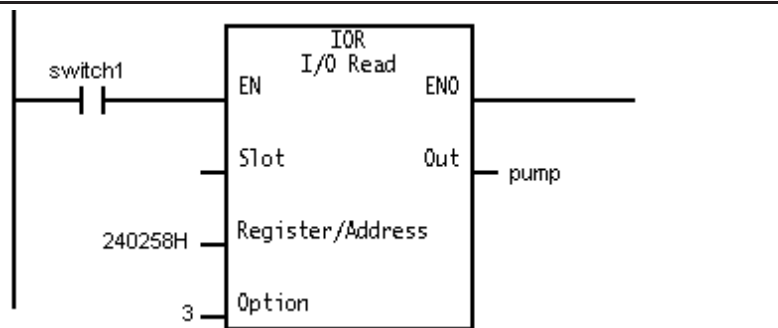 IOR
I/O Read
switch1
EN ENO
Slot Out
pump
240258H Register/Address
3 Option